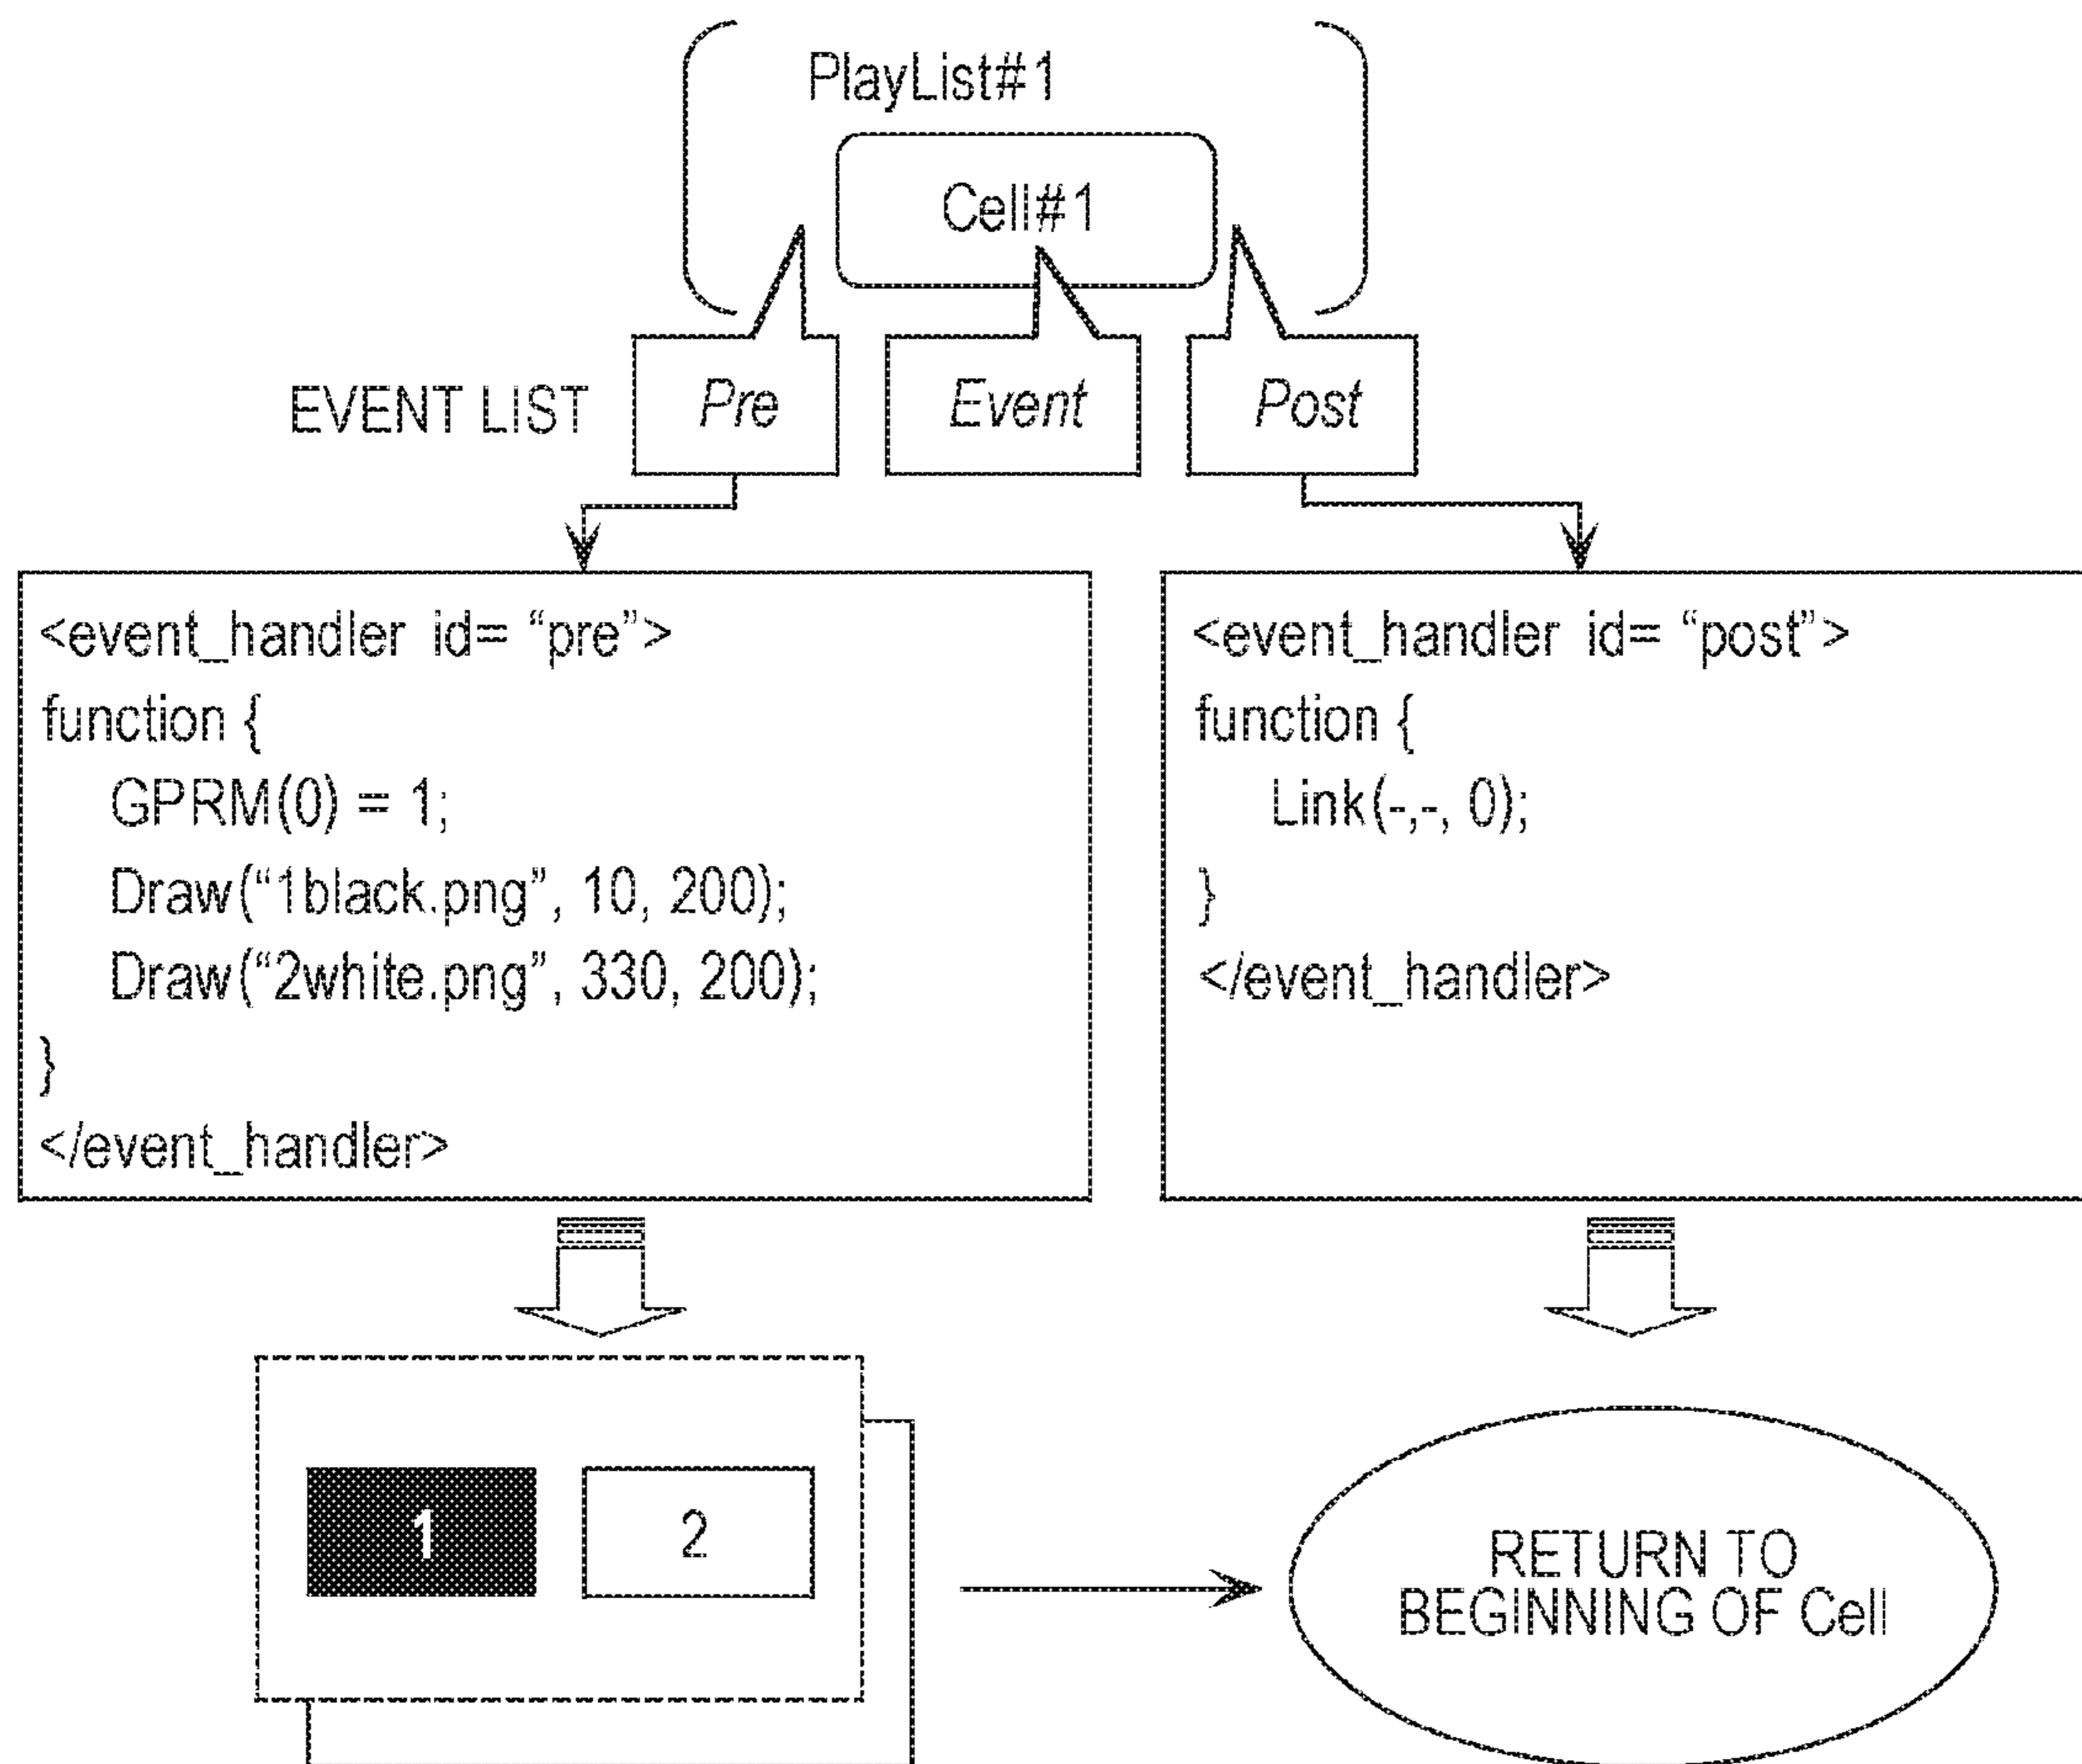 PlayList#1
Cell#1
EVENT LIST
Pre
Event
Post
<event_handler id= “pre”>
function {
GPRM(0) = 1;
Draw(“1black.png”, 10, 200);
Draw(“2white.png”, 330, 200);
}
</event_handler>
<event_handler id= “post”>
function {
Link(-,-, 0);
}
</event_handler>
1
2
RETURN TO
BEGINNING OF Cell